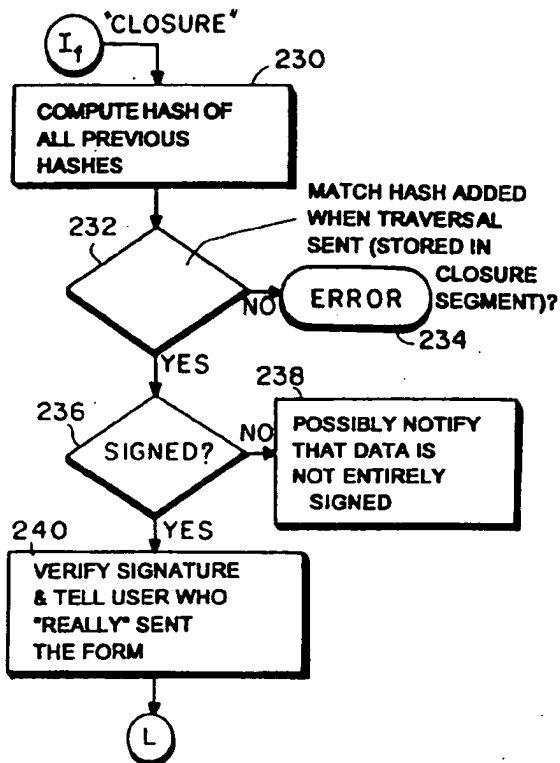 "CLOSURE"
If
230
COMPUTE HASH OF
ALL PREVIOUS
HASHES
232
MATCH HASH ADDED
WHEN TRAVERSAL
SENT (STORED IN
CLOSURE
SEGMENT)?
NO
ERROR
234
YES
236
SIGNED?
NO
238
POSSIBLY NOTIFY
THAT DATA IS
NOT ENTIRELY
SIGNED
YES
240
VERIFY SIGNATURE
& TELL USER WHO
"REALLY" SENT
THE FORM
L